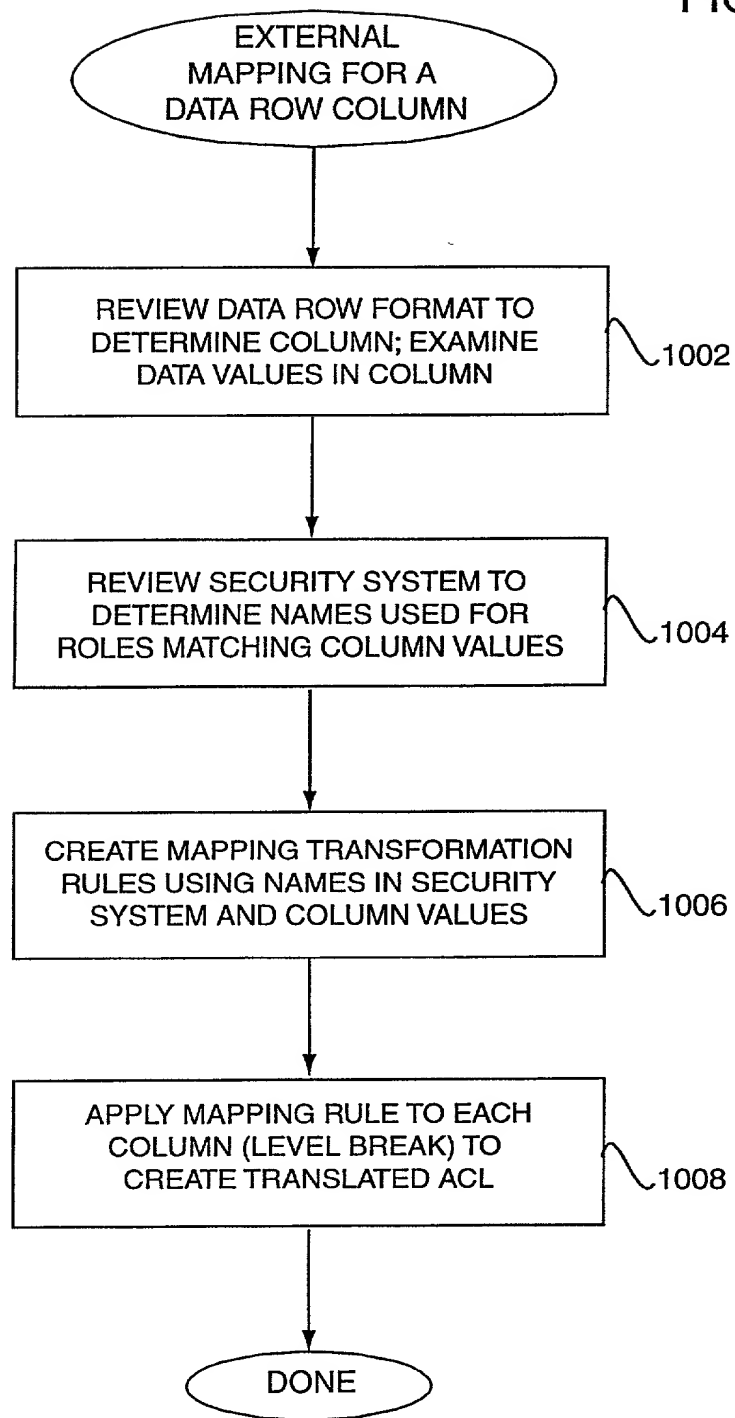 EXTERNAL
MAPPING FOR A
DATA ROW COLUMN
REVIEW DATA ROW FORMAT TO
DETERMINE COLUMN; EXAMINE
DATA VALUES IN COLUMN
1002
REVIEW SECURITY SYSTEM TO
DETERMINE NAMES USED FOR
ROLES MATCHING COLUMN VALUES
1004
CREATE MAPPING TRANSFORMATION
RULES USING NAMES IN SECURITY
SYSTEM AND COLUMN VALUES
1006
APPLY MAPPING RULE TO EACH
COLUMN (LEVEL BREAK) TO
CREATE TRANSLATED ACL
1008
DONE